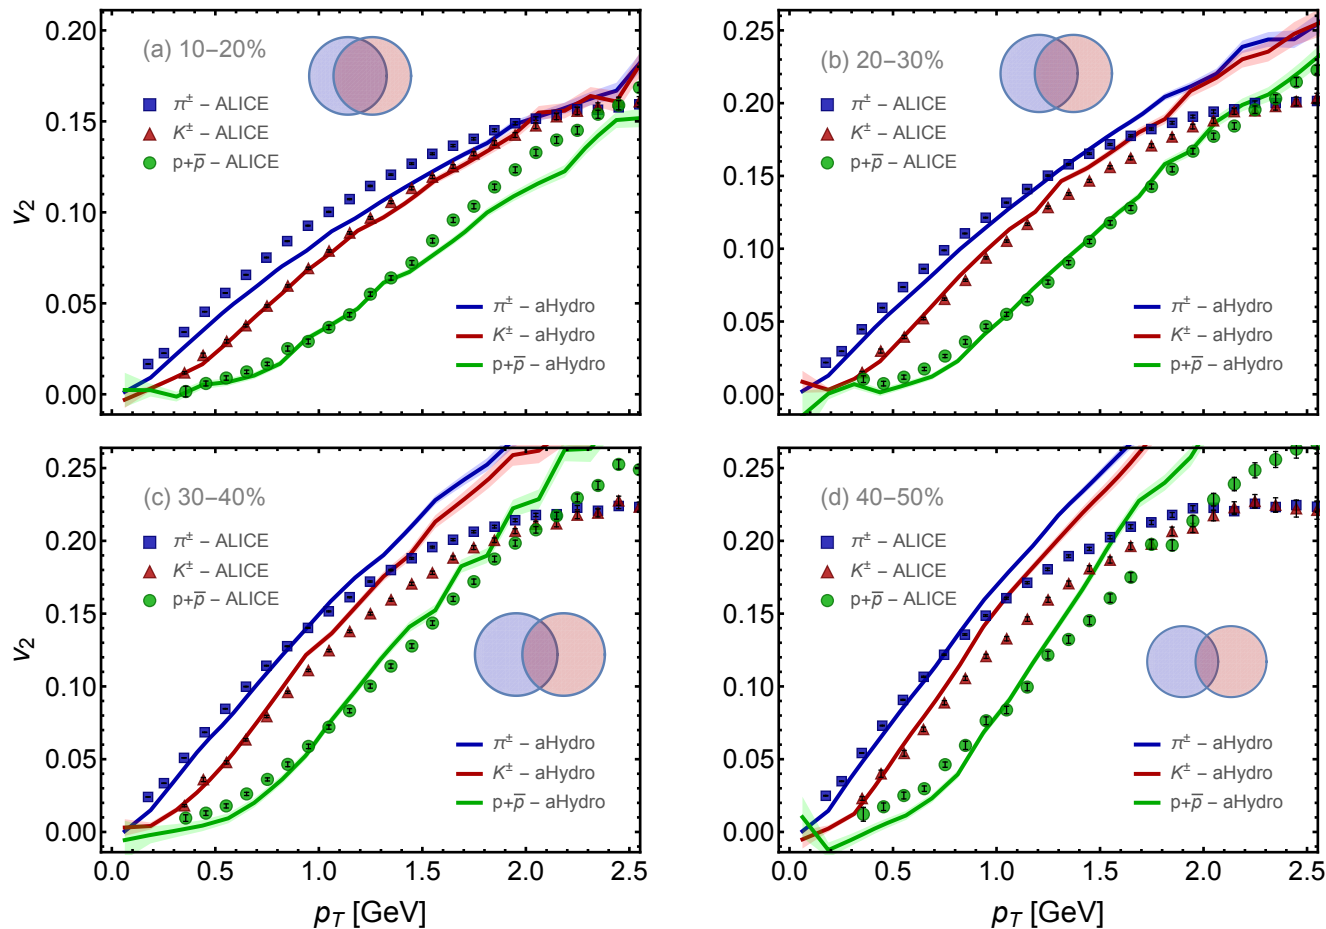 0.20
0.15
0.10
0.05
0.00
v₂
(a) 10−20%
π± − ALICE
K± − ALICE
p+p̅ − ALICE
π± − aHydro
K± − aHydro
p+p̅ − aHydro
0.25
0.20
0.15
0.10
0.05
0.00
(b) 20−30%
π± − ALICE
K± − ALICE
p+p̅ − ALICE
π± − aHydro
K± − aHydro
p+p̅ − aHydro
0.25
0.20
0.15
0.10
0.05
0.00
v₂
(c) 30−40%
π± − ALICE
K± − ALICE
p+p̅ − ALICE
π± − aHydro
K± − aHydro
p+p̅ − aHydro
0.0 0.5 1.0 1.5 2.0 2.5
p_T [GeV]
0.25
0.20
0.15
0.10
0.05
0.00
(d) 40−50%
π± − ALICE
K± − ALICE
p+p̅ − ALICE
π± − aHydro
K± − aHydro
p+p̅ − aHydro
0.0 0.5 1.0 1.5 2.0 2.5
p_T [GeV]